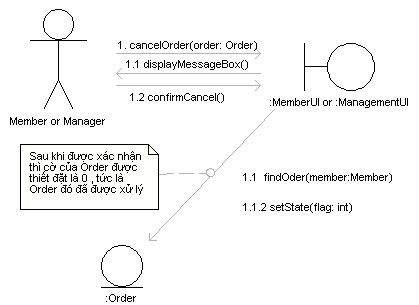 1. cancelOrder(order: Order)
1.1 displayMessageBox()
1.2 confirmCancel()
Member or Manager
:MemberUI or :ManagementUI
Sau khi được xác nhận
thì cờ của Order được
thiết đặt là 0 , tức là
Order đó đã được xử lý
1.1 findOder(member:Member)
1.1.2 setState(flag: int)
:Order